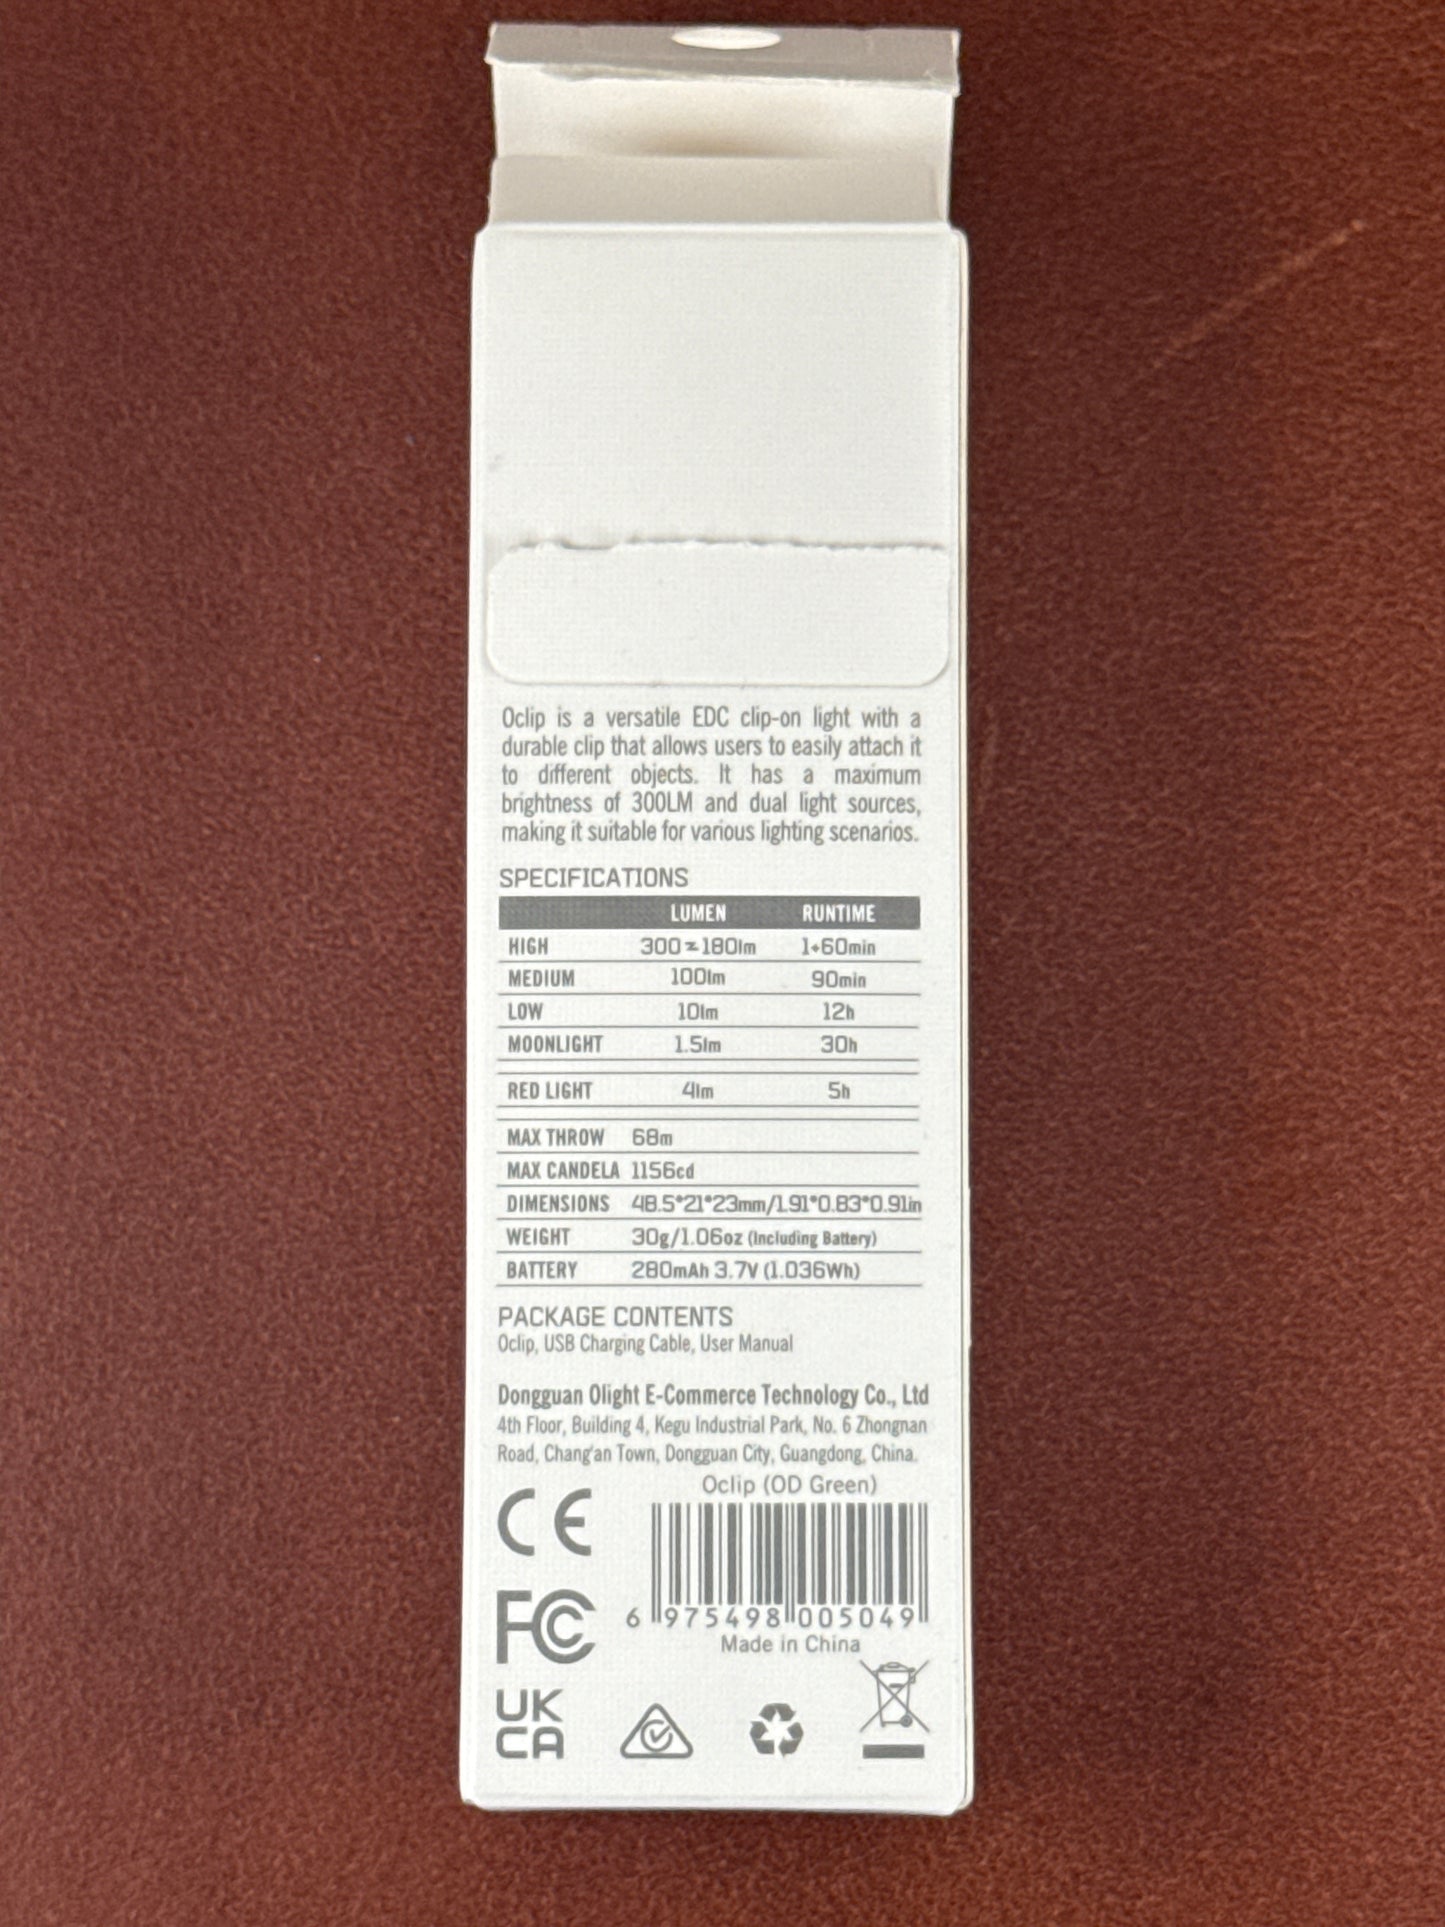 Oclip is a versatile EDC clip-on light with a
durable clip that allows users to easily attach it
to different objects. It has a maximum
brightness of 300LM and dual light sources,
making it suitable for various lighting scenarios.
SPECIFICATIONS
LUMEN RUNTIME
HIGH 300≈180lm 1+60min
MEDIUM 100lm 90min
LOW 10lm 12h
MOONLIGHT 1.5lm 30h
RED LIGHT 4lm 5h
MAX THROW 68m
MAX CANDELA 1156cd
DIMENSIONS 48.5*21*23mm/1.91*0.83*0.91in
WEIGHT 30g/1.06oz (Including Battery)
BATTERY 280mAh 3.7V (1.036Wh)
PACKAGE CONTENTS
Oclip, USB Charging Cable, User Manual
Dongguan Olight E-Commerce Technology Co., Ltd
4th Floor, Building 4, Kegu Industrial Park, No. 6 Zhongnan
Road, Chang'an Town, Dongguan City, Guangdong, China.
Oclip (OD Green)
CE
FC
6 975498 005049
Made in China
UK
CA